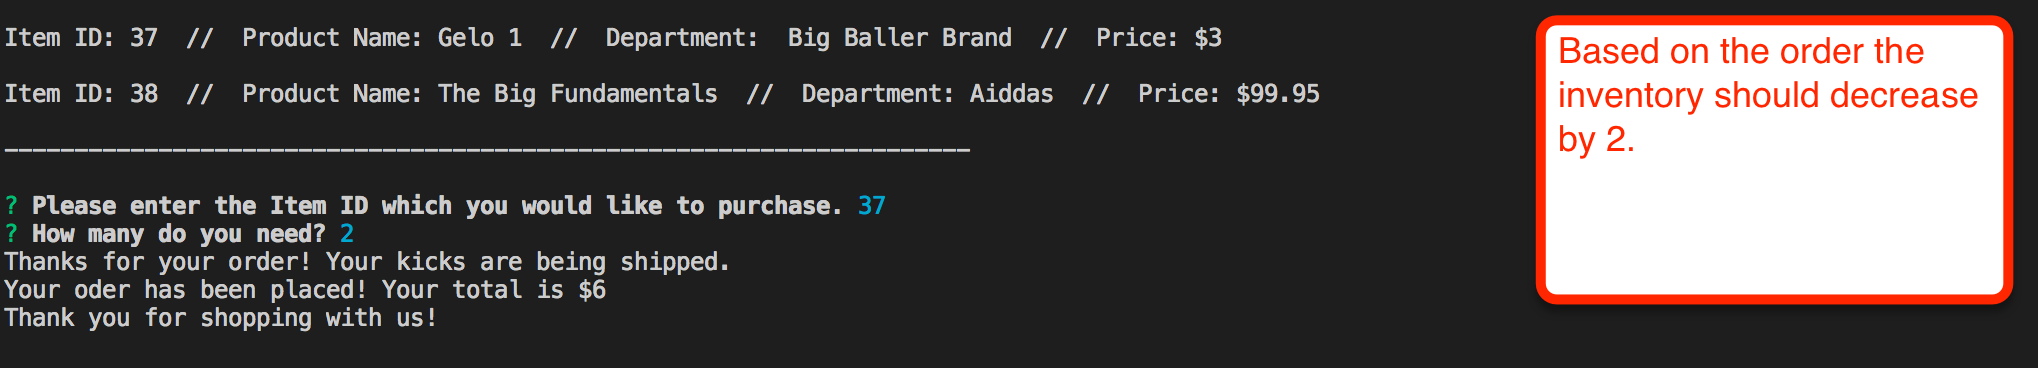 Item ID: 37  //  Product Name: Gelo 1  //  Department:  Big Baller Brand  //  Price: $3
Item ID: 38  //  Product Name: The Big Fundamentals  //  Department: Aiddas  //  Price: $99.95
_____________________________________________________________________
? Please enter the Item ID which you would like to purchase. 37
? How many do you need? 2
Thanks for your order! Your kicks are being shipped.
Your oder has been placed! Your total is $6
Thank you for shopping with us!
Based on the order the
inventory should decrease
by 2.